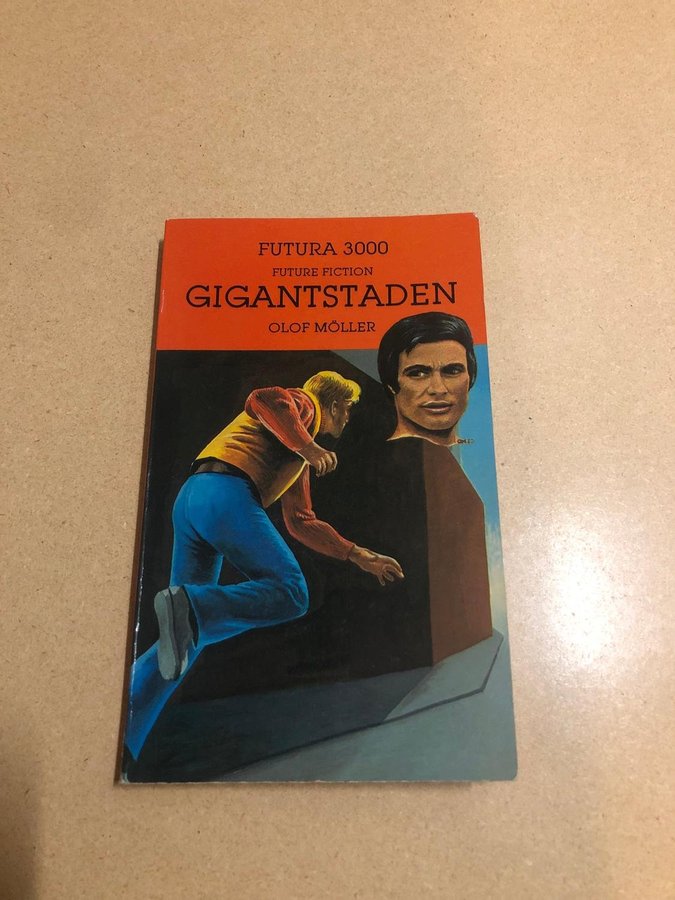 FUTURA 3000
FUTURE FICTION
GIGANTSTADEN
OLOF MÖLLER